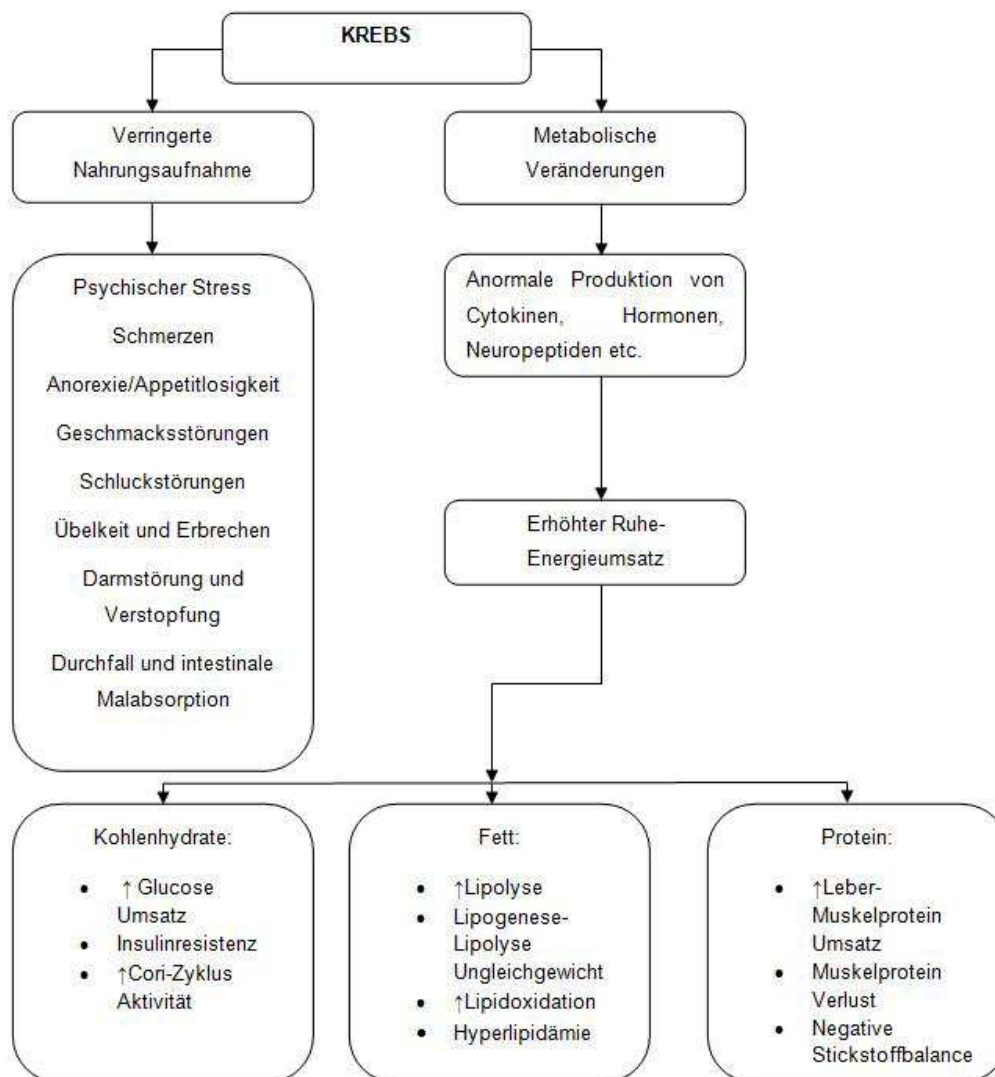 KREBS
Verringerte
Nahrungsaufnahme
Metabolische
Veränderungen
Psychischer Stress
Schmerzen
Anorexie/Appetitlosigkeit
Geschmacksstörungen
Schluckstörungen
Übelkeit und Erbrechen
Darmstörung und
Verstopfung
Durchfall und intestinale
Malabsorption
Anormale Produktion von
Cytokinen, Hormonen,
Neuropeptiden etc.
Erhöhter Ruhe-
Energieumsatz
Kohlenhydrate:
• ↑ Glucose
Umsatz
• Insulinresistenz
• ↑Cori-Zyklus
Aktivität
Fett:
• ↑Lipolyse
• Lipogenese-
Lipolyse
Ungleichgewicht
• ↑Lipidoxidation
• Hyperlipidämie
Protein:
• ↑Leber-
Muskelprotein
Umsatz
• Muskelprotein
Verlust
• Negative
Stickstoffbalance